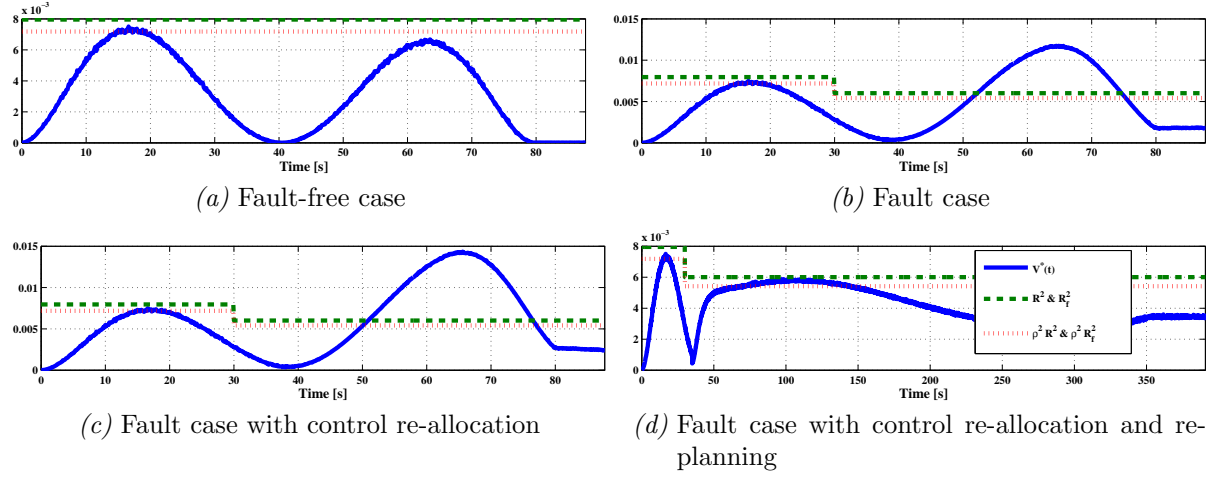 x 10⁻³
8
6
4
2
0
0 10 20 30 40 50 60 70 80
Time [s]
(a) Fault-free case
0.015
0.01
0.005
0
0 10 20 30 40 50 60 70 80
Time [s]
(b) Fault case
0.015
0.01
0.005
0
0 10 20 30 40 50 60 70 80
Time [s]
(c) Fault case with control re-allocation
x 10⁻³
8
6
4
2
0
0 50 100 150 200 250 300 350
Time [s]
V*(t)
R² & R_f²
ρ² R² & ρ² R_f²
(d) Fault case with control re-allocation and re-
planning